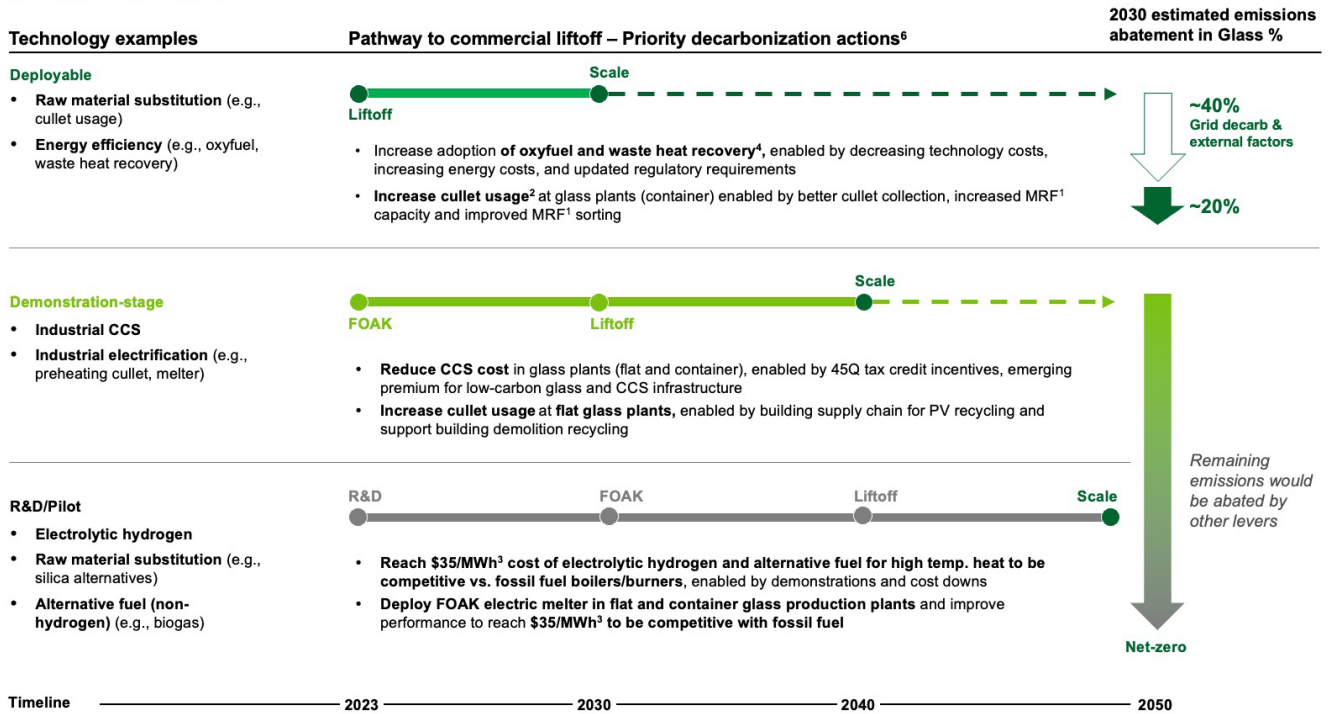 2030 estimated emissions
abatement in Glass %
Technology examples
Pathway to commercial liftoff – Priority decarbonization actions⁶
Deployable
• Raw material substitution (e.g.,
cullet usage)
• Energy efficiency (e.g., oxyfuel,
waste heat recovery)
Scale
Liftoff
• Increase adoption of oxyfuel and waste heat recovery⁴, enabled by decreasing technology costs,
increasing energy costs, and updated regulatory requirements
• Increase cullet usage² at glass plants (container) enabled by better cullet collection, increased MRF¹
capacity and improved MRF¹ sorting
~40%
Grid decarb &
external factors
~20%
Demonstration-stage
• Industrial CCS
• Industrial electrification (e.g.,
preheating cullet, melter)
Scale
FOAK
Liftoff
• Reduce CCS cost in glass plants (flat and container), enabled by 45Q tax credit incentives, emerging
premium for low-carbon glass and CCS infrastructure
• Increase cullet usage at flat glass plants, enabled by building supply chain for PV recycling and
support building demolition recycling
R&D/Pilot
• Electrolytic hydrogen
• Raw material substitution (e.g.,
silica alternatives)
• Alternative fuel (non-
hydrogen) (e.g., biogas)
R&D
FOAK
Liftoff
Scale
• Reach $35/MWh³ cost of electrolytic hydrogen and alternative fuel for high temp. heat to be
competitive vs. fossil fuel boilers/burners, enabled by demonstrations and cost downs
• Deploy FOAK electric melter in flat and container glass production plants and improve
performance to reach $35/MWh³ to be competitive with fossil fuel
Remaining
emissions would
be abated by
other levers
Net-zero
Timeline
2023
2030
2040
2050